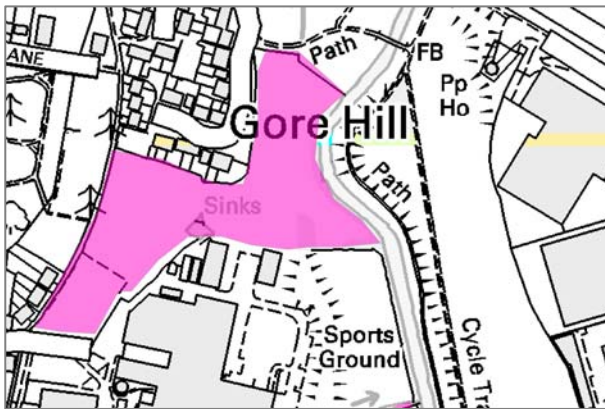 ANE
Path
FB
Pp
Ho
Gore Hill
Path
Sinks
Sports
Ground
Cycle Tra